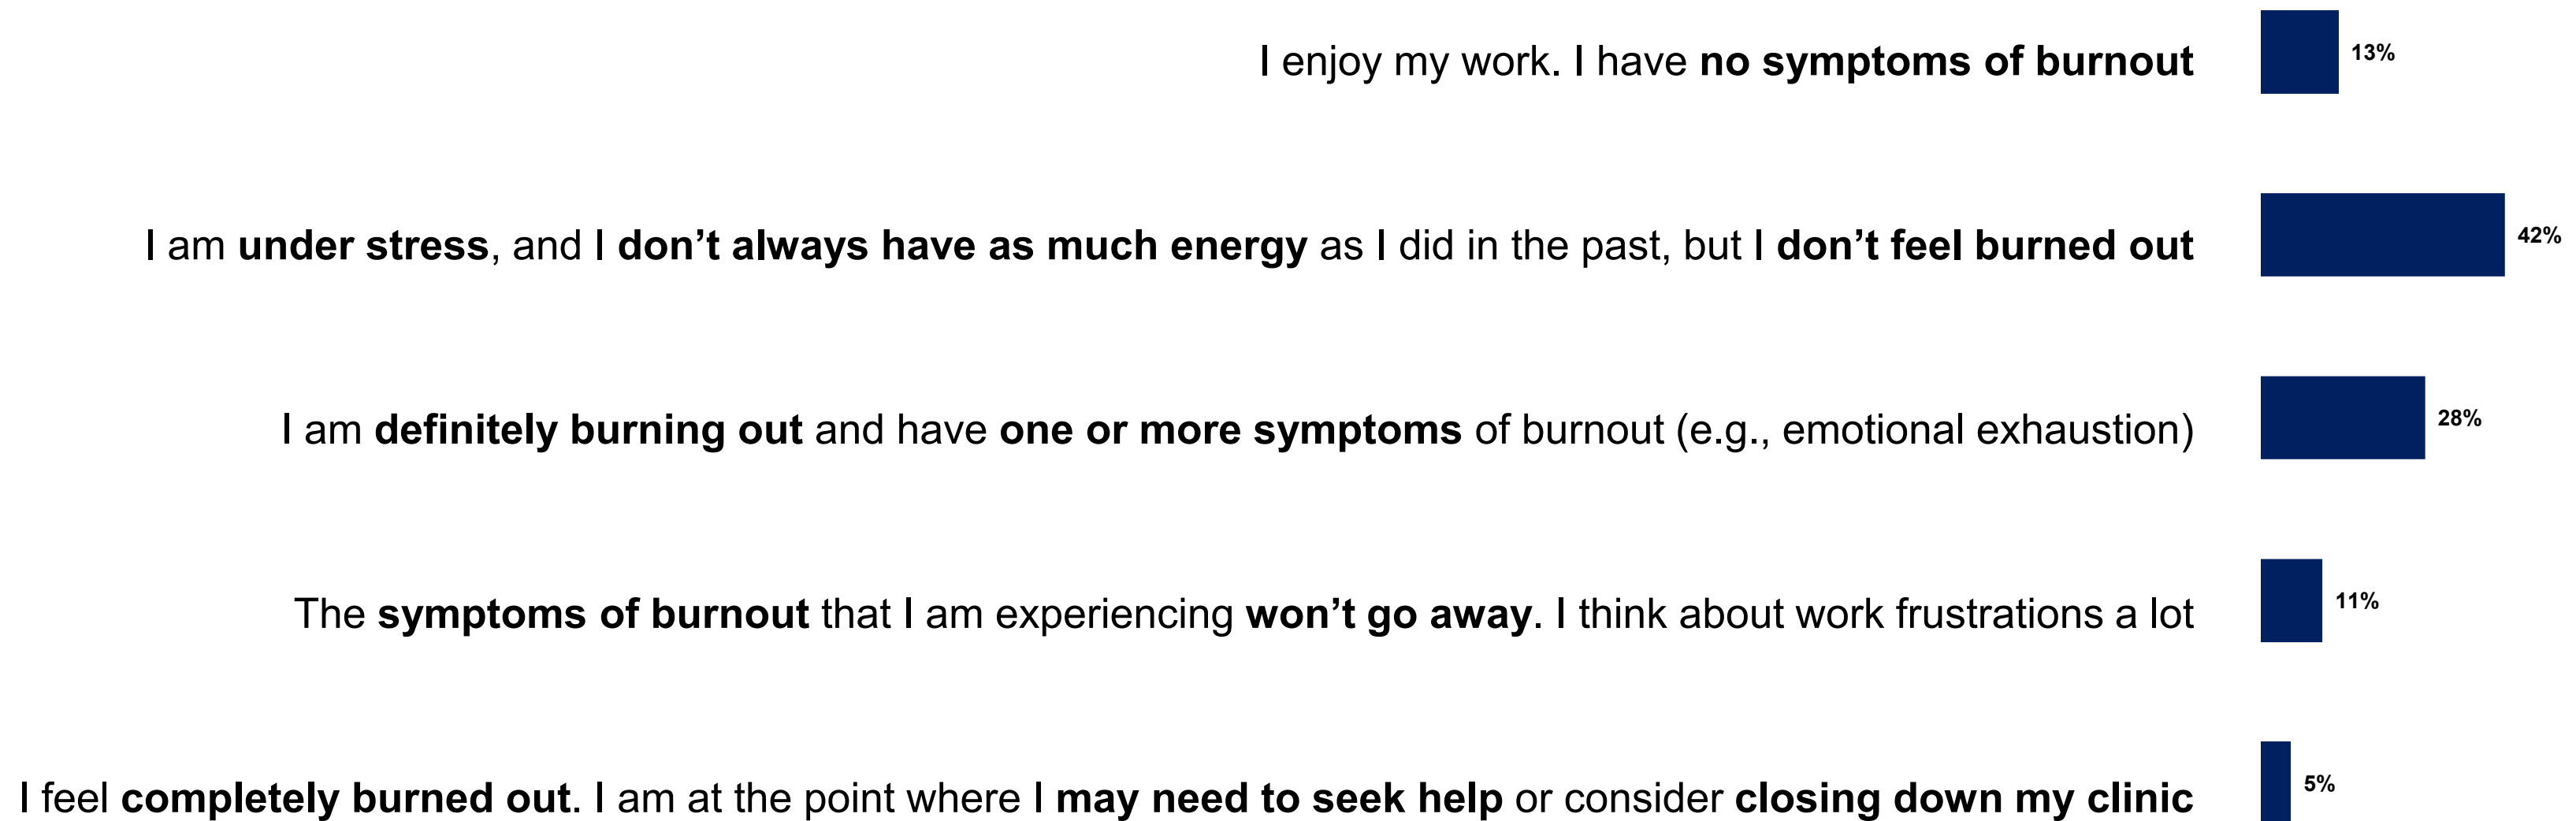 I enjoy my work. I have no symptoms of burnout
13%
I am under stress, and I don’t always have as much energy as I did in the past, but I don’t feel burned out
42%
I am definitely burning out and have one or more symptoms of burnout (e.g., emotional exhaustion)
28%
The symptoms of burnout that I am experiencing won’t go away. I think about work frustrations a lot
11%
I feel completely burned out. I am at the point where I may need to seek help or consider closing down my clinic
5%